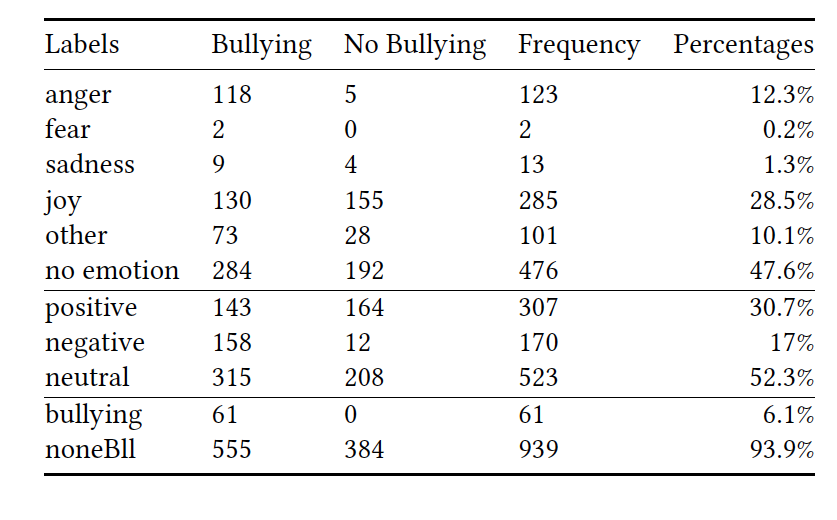 Labels Bullying No Bullying Frequency Percentages
anger 118 5 123 12.3%
fear 2 0 2 0.2%
sadness 9 4 13 1.3%
joy 130 155 285 28.5%
other 73 28 101 10.1%
no emotion 284 192 476 47.6%
positive 143 164 307 30.7%
negative 158 12 170 17%
neutral 315 208 523 52.3%
bullying 61 0 61 6.1%
noneBll 555 384 939 93.9%